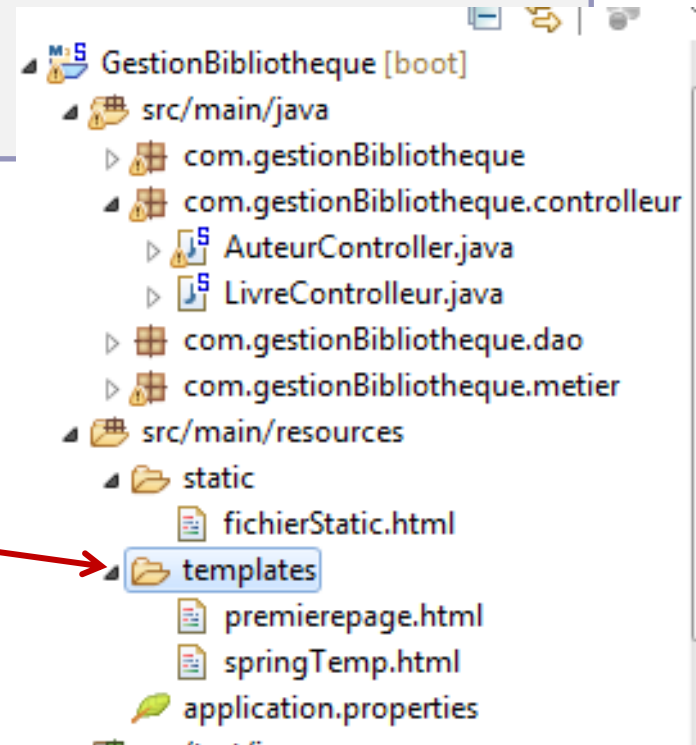 GestionBibliotheque [boot]
src/main/java
com.gestionBibliotheque
com.gestionBibliotheque.controlleur
AuteurController.java
LivreControlleur.java
com.gestionBibliotheque.dao
com.gestionBibliotheque.metier
src/main/resources
static
fichierStatic.html
templates
premierepage.html
springTemp.html
application.properties